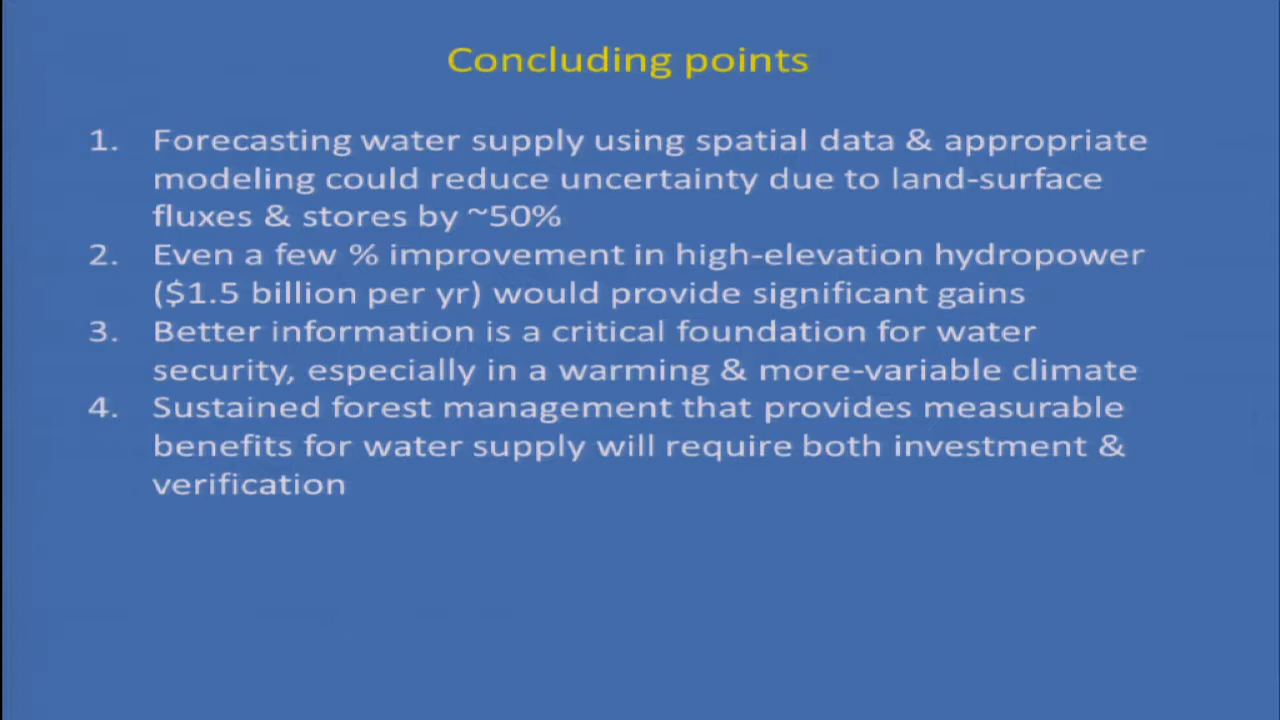 Concluding points
1. Forecasting water supply using spatial data & appropriate
modeling could reduce uncertainty due to land-surface
fluxes & stores by ~50%
2. Even a few % improvement in high-elevation hydropower
($1.5 billion per yr) would provide significant gains
3. Better information is a critical foundation for water
security, especially in a warming & more-variable climate
4. Sustained forest management that provides measurable
benefits for water supply will require both investment &
verification